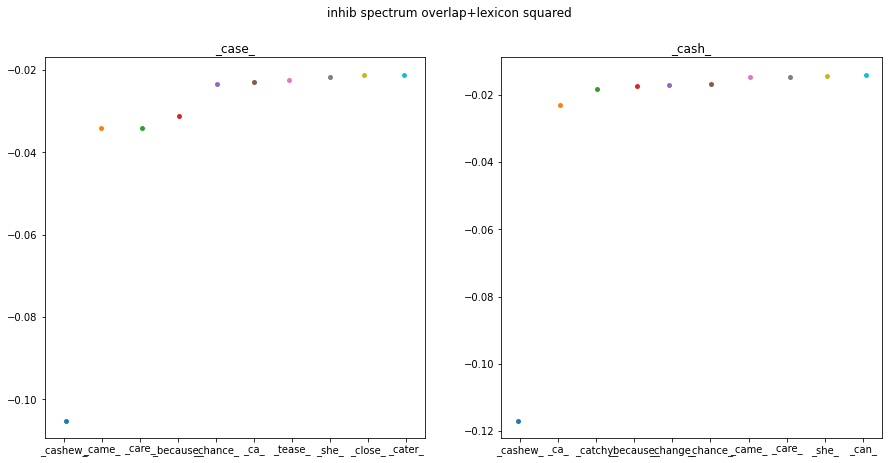 inhib spectrum overlap+lexicon squared
_case_
−0.02
−0.04
−0.06
−0.08
−0.10
_cashew_ _came_ _care_ _because_ _chance_ _ca_ _tease_ _she_ _close_ _cater_
_cash_
−0.02
−0.04
−0.06
−0.08
−0.10
−0.12
_cashew_ _ca_ _catchy_ _because_ _change_ _chance_ _came_ _care_ _she_ _can_